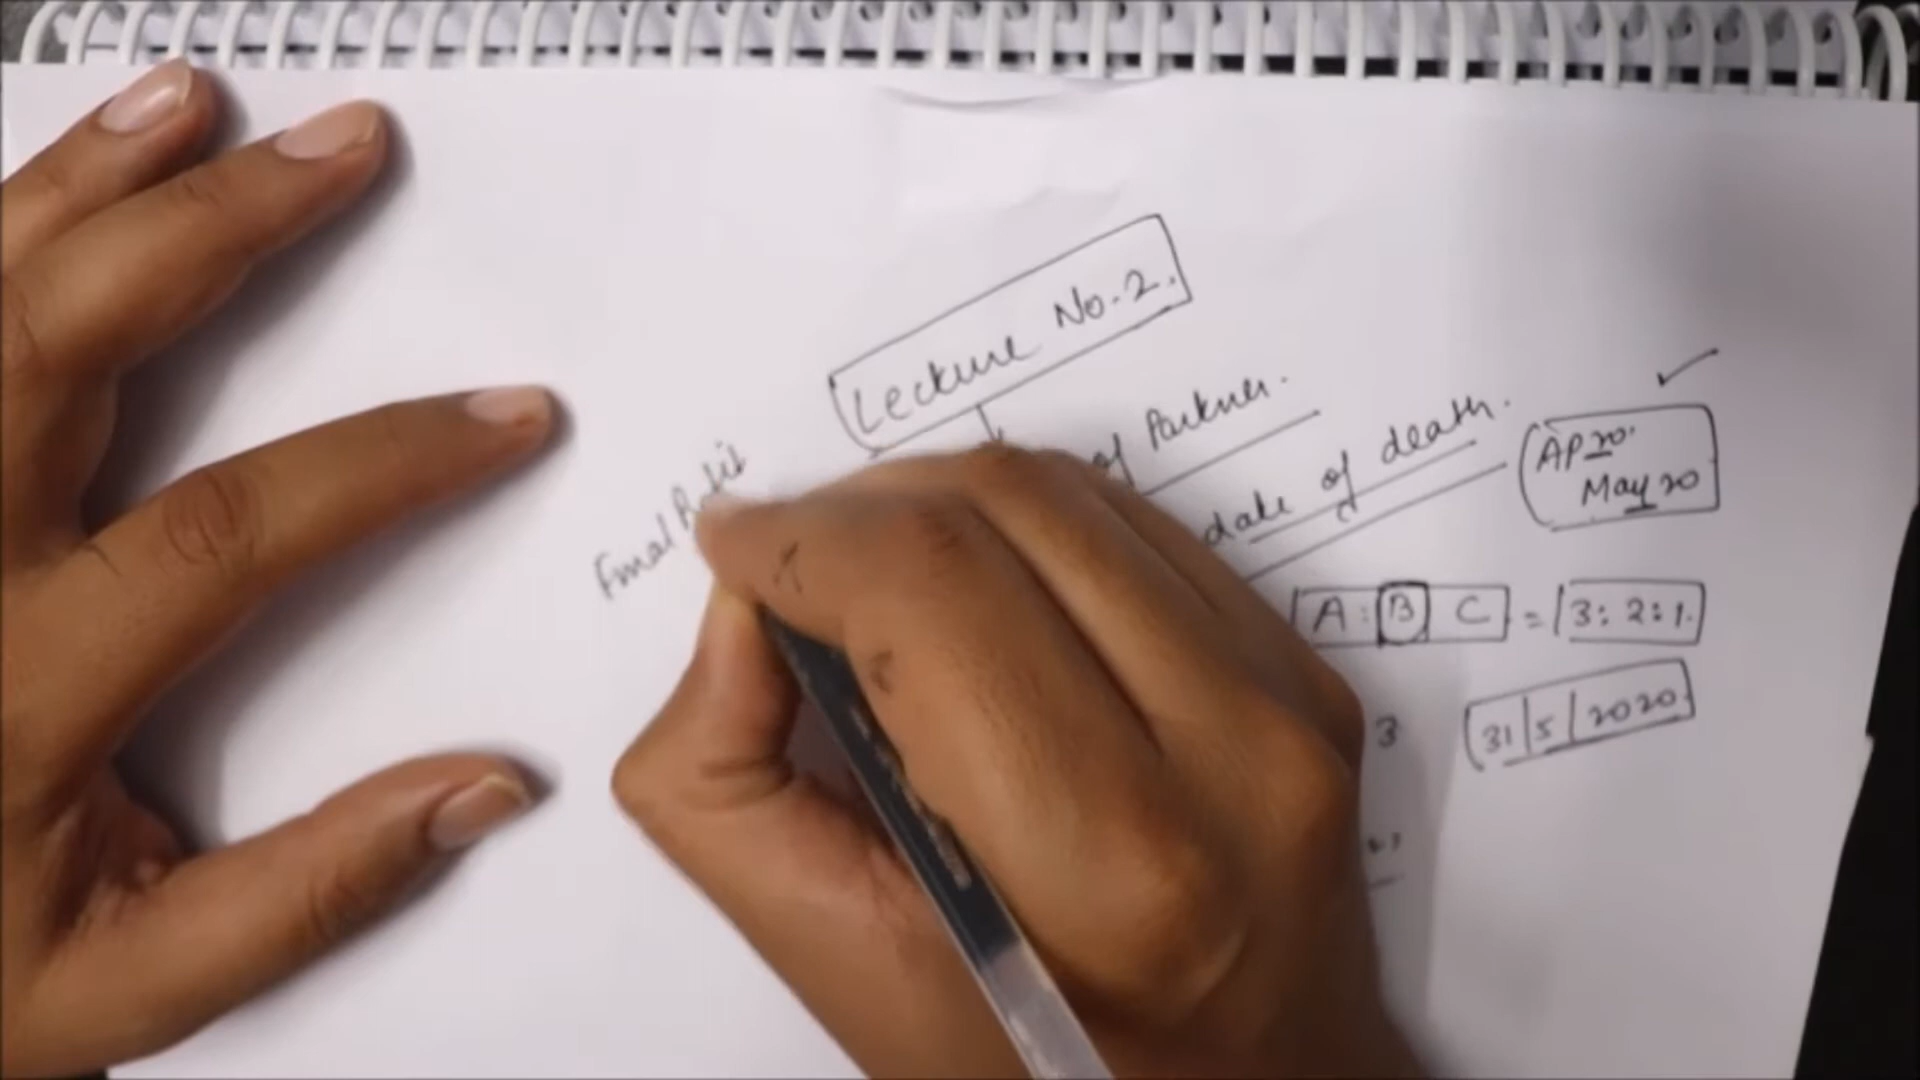 Lecture No. 2.
of Partner.
date of death.
AP 20.
May 20
Final Profit
A : B C = 3 : 2 : 1.
3
31/5/2020